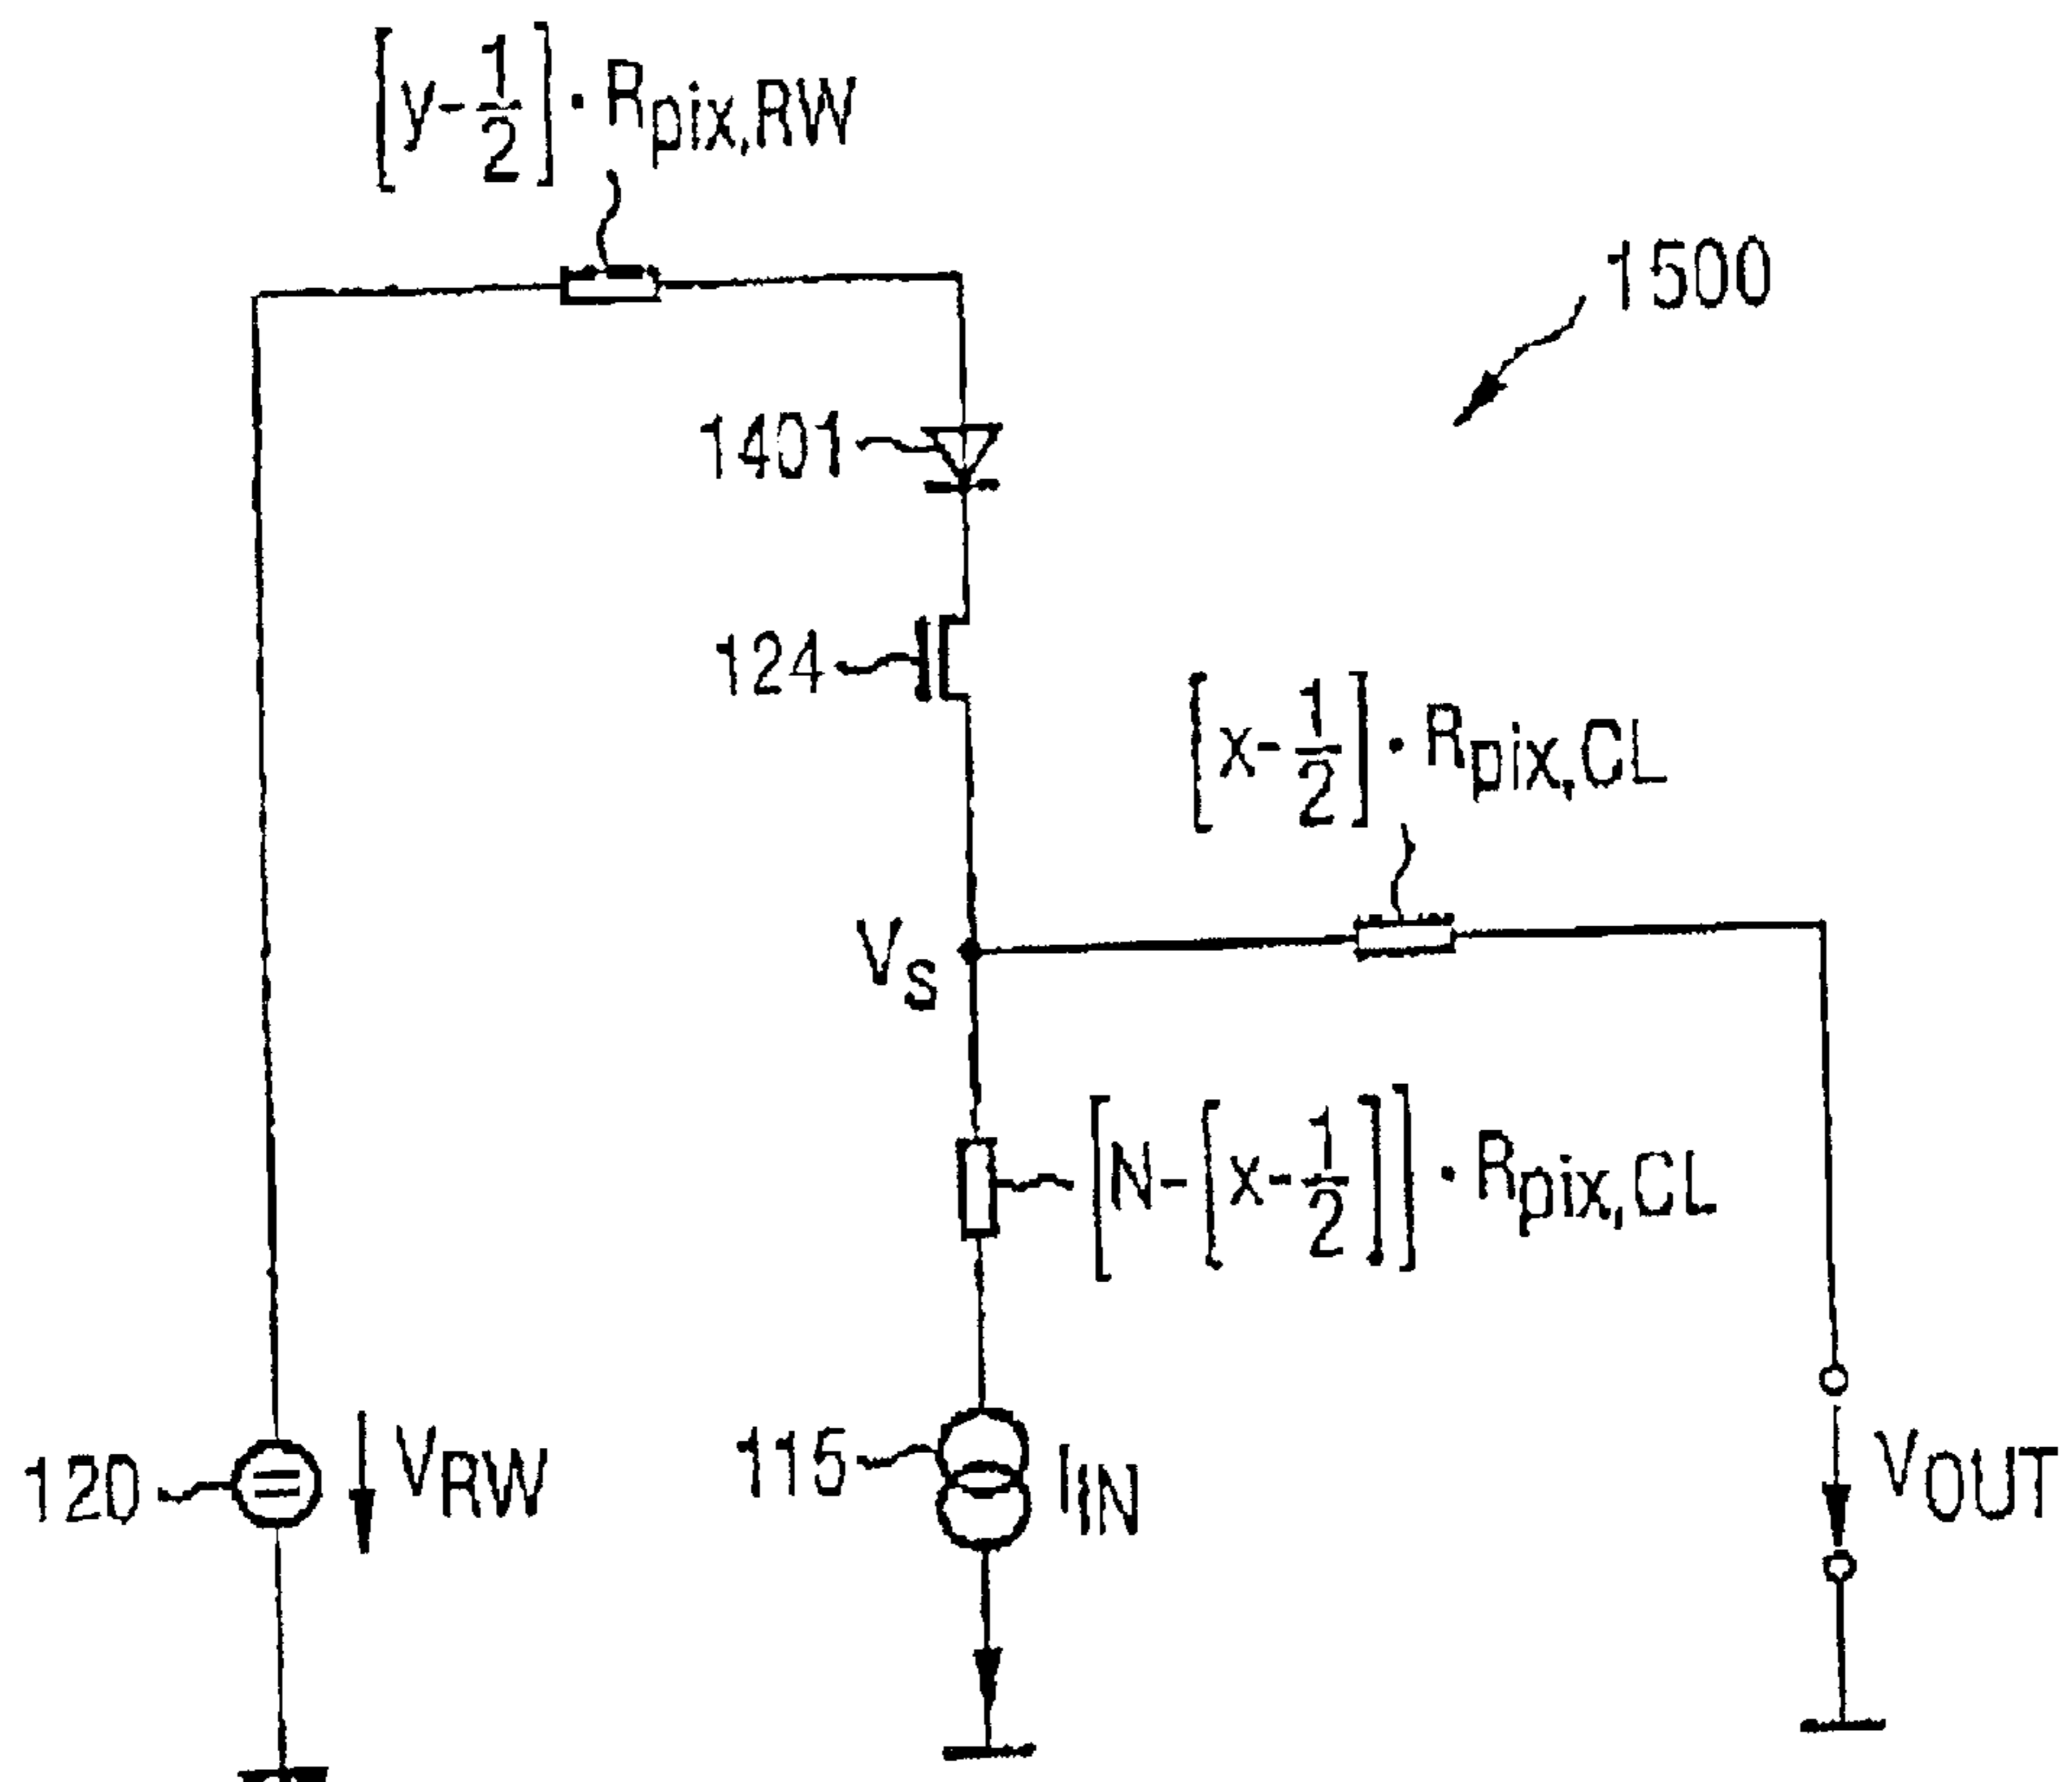 [y-1/2]·Rpix,RW
1500
1401
124
[x-1/2]·Rpix,CL
VS
[N-[x-1/2]]·Rpix,CL
120
VRW
115
IIN
VOUT